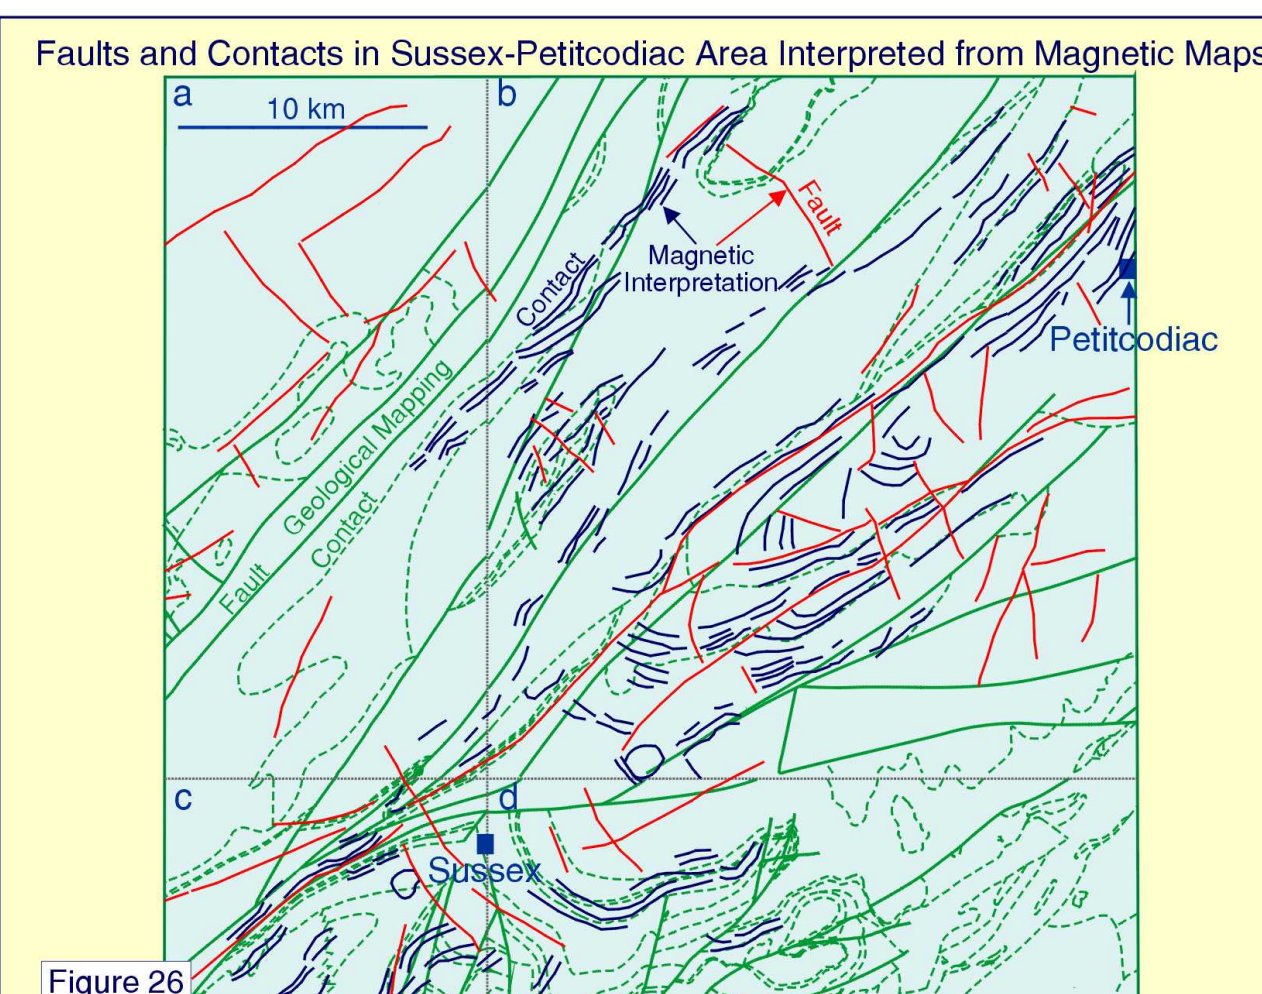 Faults and Contacts in Sussex-Petitcodiac Area Interpreted from Magnetic Maps
a
b
10 km
Fault
Magnetic
Interpretation
Contact
Petitcodiac
Geological Mapping
Contact
Fault
c
d
Sussex
Figure 26